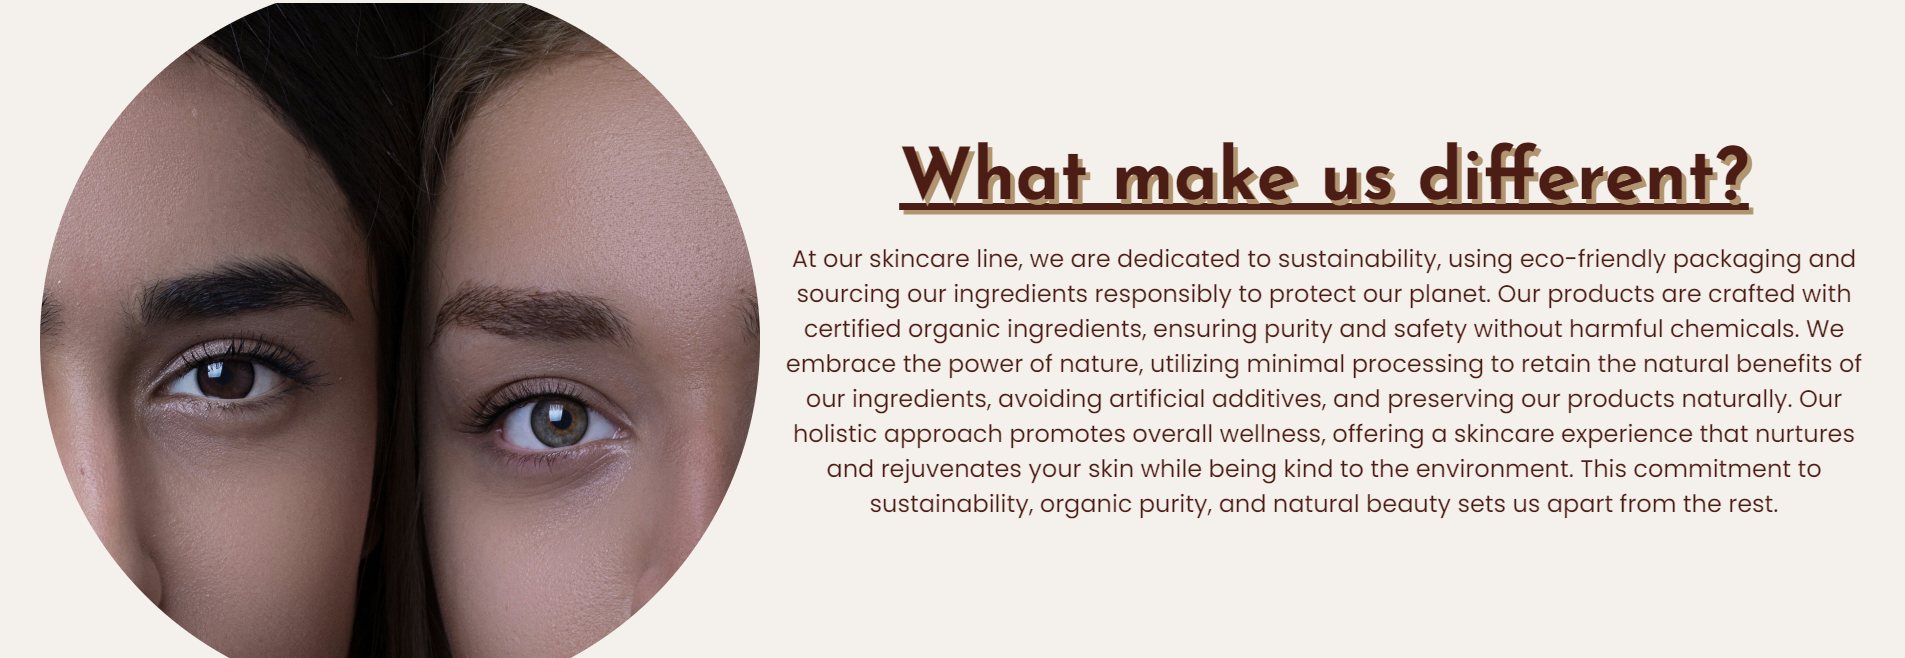 What make us different?
At our skincare line, we are dedicated to sustainability, using eco-friendly packaging and
sourcing our ingredients responsibly to protect our planet. Our products are crafted with
certified organic ingredients, ensuring purity and safety without harmful chemicals. We
embrace the power of nature, utilizing minimal processing to retain the natural benefits of
our ingredients, avoiding artificial additives, and preserving our products naturally. Our
holistic approach promotes overall wellness, offering a skincare experience that nurtures
and rejuvenates your skin while being kind to the environment. This commitment to
sustainability, organic purity, and natural beauty sets us apart from the rest.